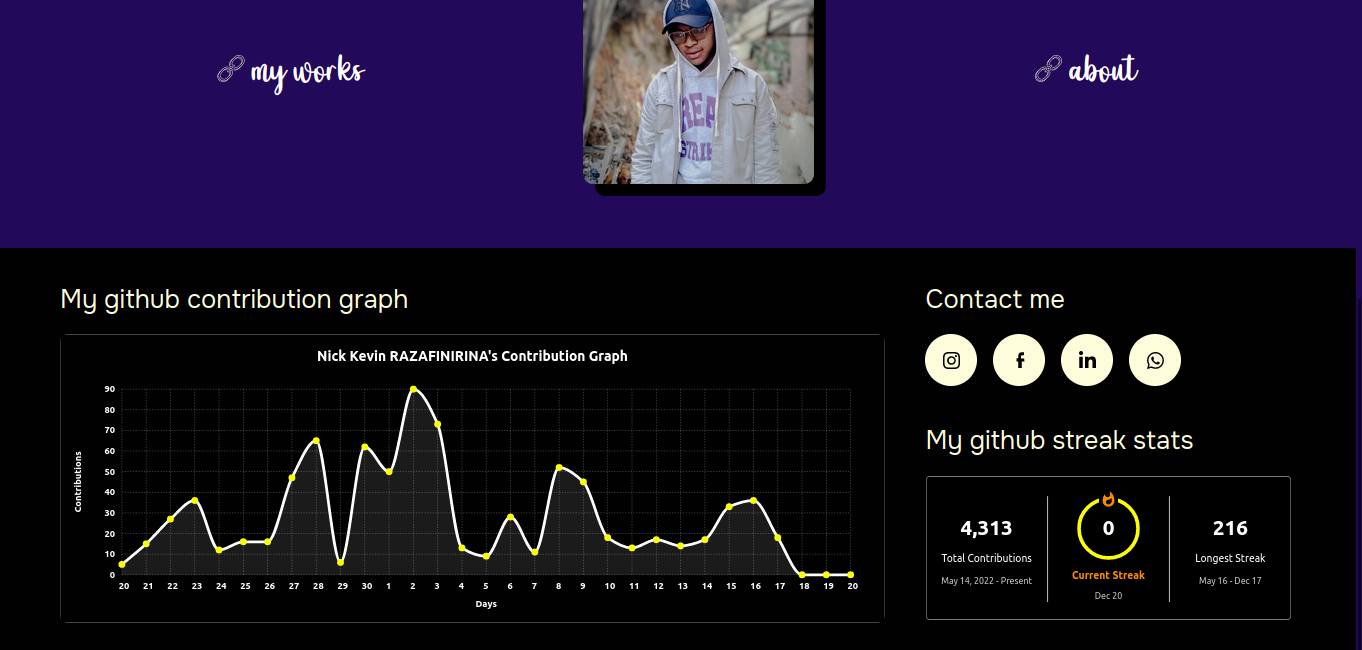 my works
about
My github contribution graph
Nick Kevin RAZAFINIRINA's Contribution Graph
Contributions
90
80
70
60
50
40
30
20
10
0
20 21 22 23 24 25 26 27 28 29 30 1 2 3 4 5 6 7 8 9 10 11 12 13 14 15 16 17 18 19 20
Days
Contact me
My github streak stats
4,313
Total Contributions
May 14, 2022 - Present
0
Current Streak
Dec 20
216
Longest Streak
May 16 - Dec 17